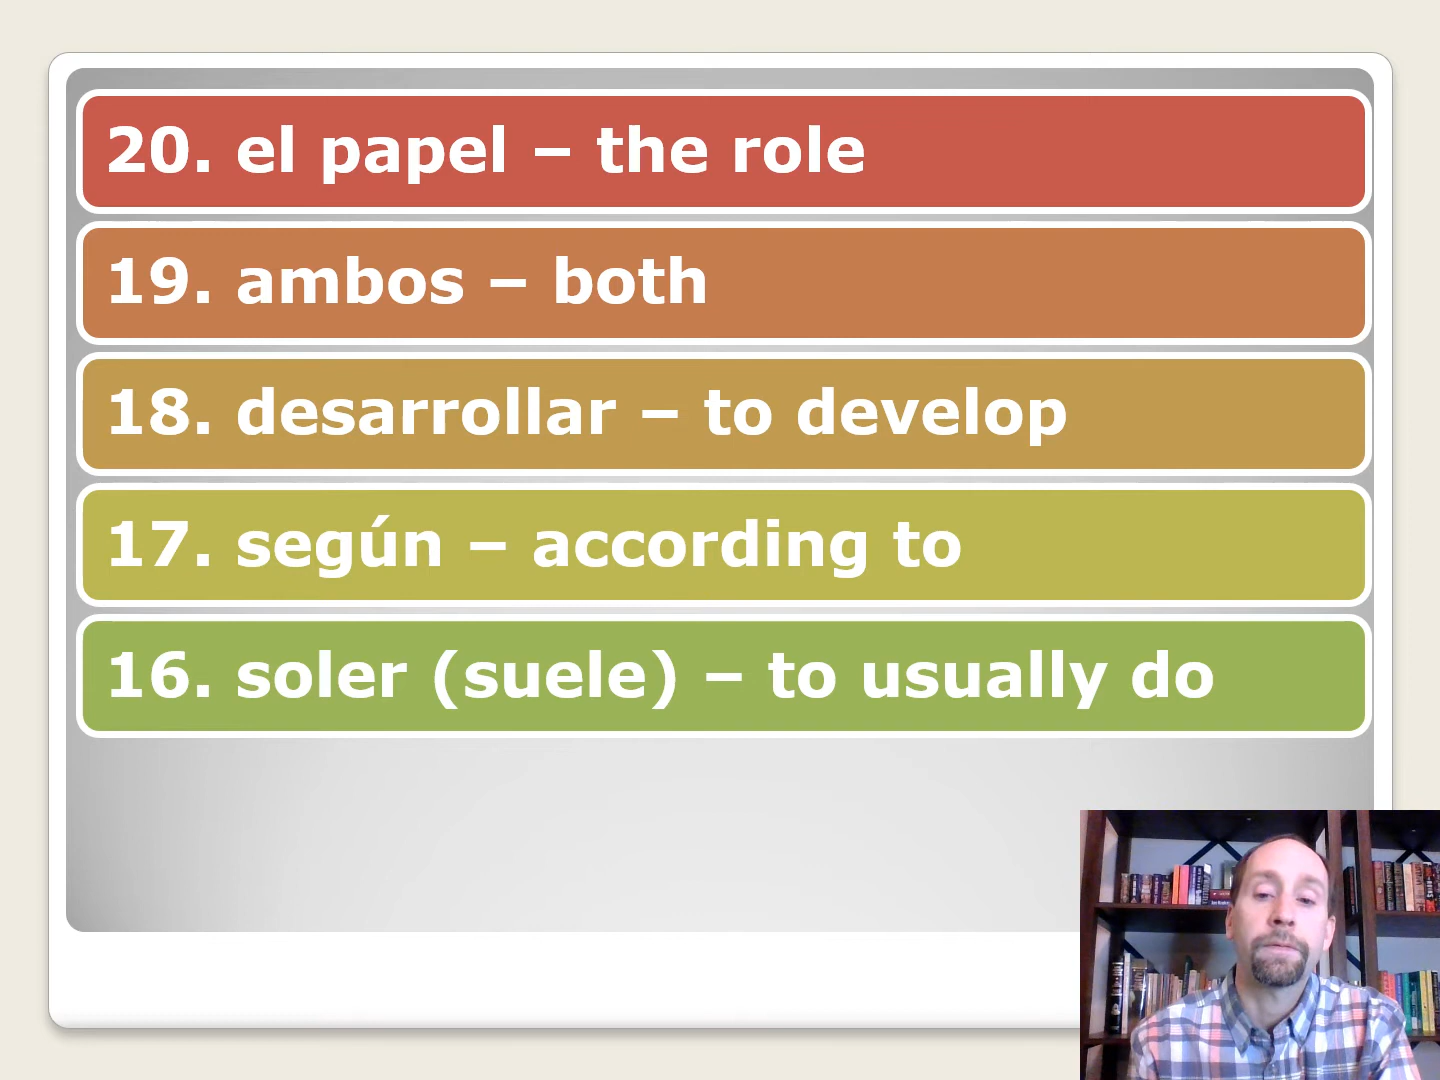 20. el papel – the role
19. ambos – both
18. desarrollar – to develop
17. según – according to
16. soler (suele) – to usually do